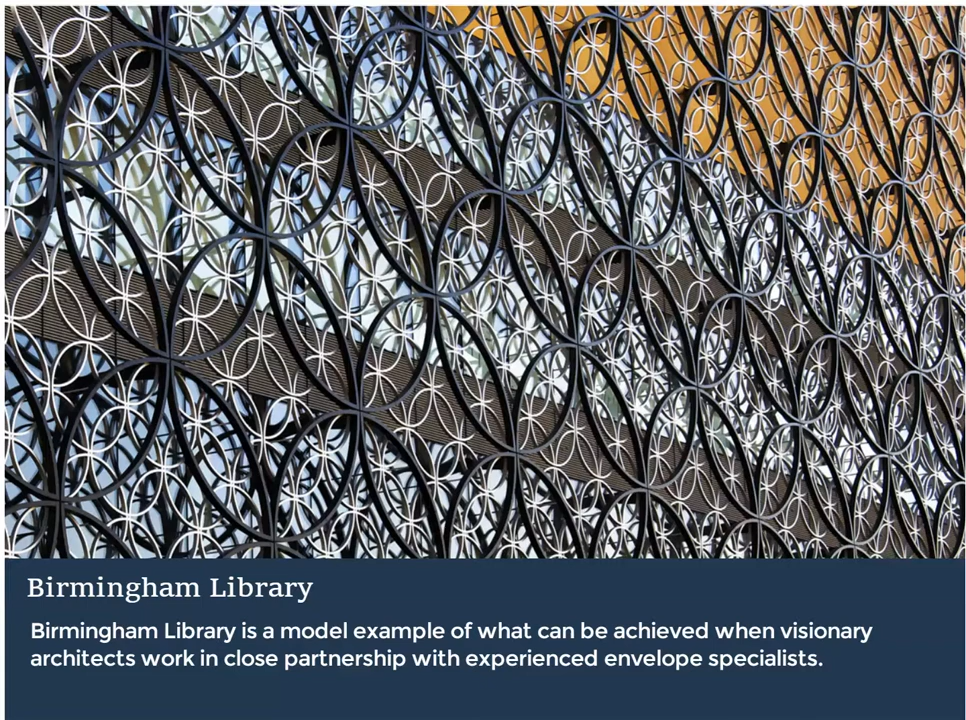 Birmingham Library
Birmingham Library is a model example of what can be achieved when visionary
architects work in close partnership with experienced envelope specialists.